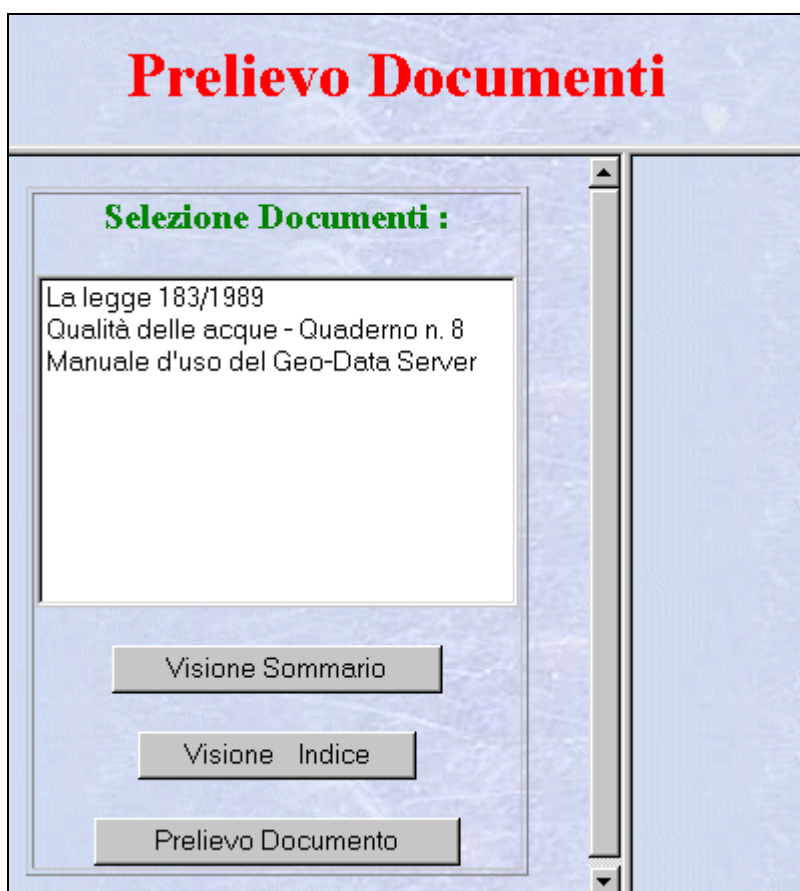 Prelievo Documenti
Selezione Documenti :
La legge 183/1989
Qualità delle acque - Quaderno n. 8
Manuale d'uso del Geo-Data Server
Visione Sommario
Visione Indice
Prelievo Documento